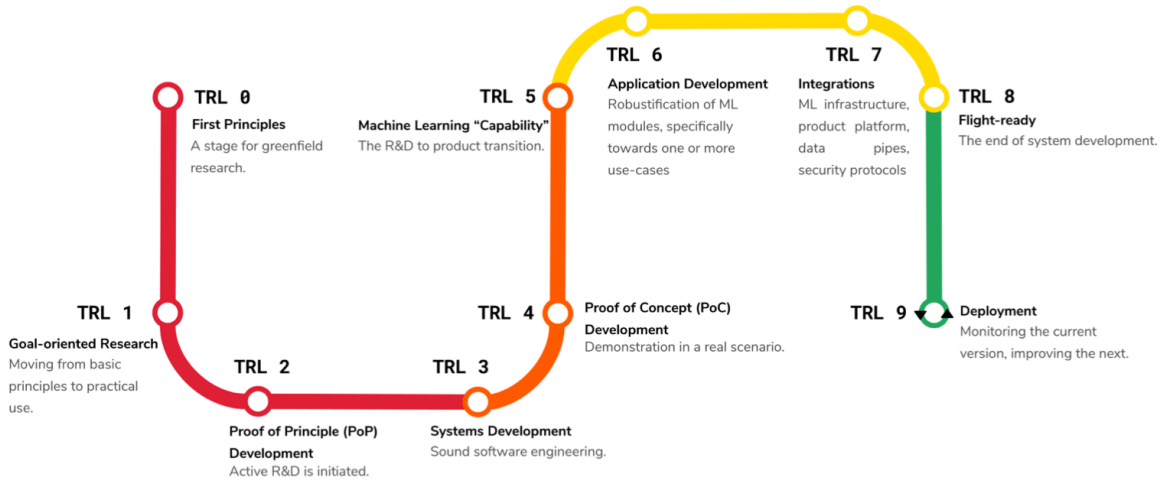 TRL 0
First Principles
A stage for greenfield
research.
TRL 1
Goal-oriented Research
Moving from basic
principles to practical
use.
TRL 2
Proof of Principle (PoP)
Development
Active R&D is initiated.
TRL 3
Systems Development
Sound software engineering.
TRL 4
Proof of Concept (PoC)
Development
Demonstration in a real scenario.
TRL 5
Machine Learning “Capability”
The R&D to product transition.
TRL 6
Application Development
Robustification of ML
modules, specifically
towards one or more
use-cases
TRL 7
Integrations
ML infrastructure,
product platform,
data pipes,
security protocols
TRL 8
Flight-ready
The end of system development.
TRL 9
Deployment
Monitoring the current
version, improving the next.